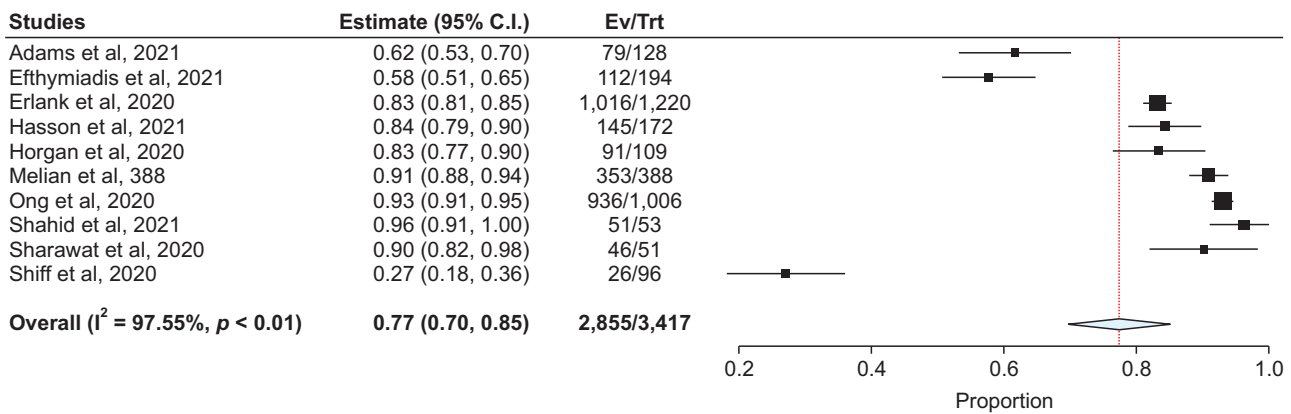 Studies Estimate (95% C.I.) Ev/Trt
Adams et al, 2021 0.62 (0.53, 0.70) 79/128
Efthymiadis et al, 2021 0.58 (0.51, 0.65) 112/194
Erlank et al, 2020 0.83 (0.81, 0.85) 1,016/1,220
Hasson et al, 2021 0.84 (0.79, 0.90) 145/172
Horgan et al, 2020 0.83 (0.77, 0.90) 91/109
Melian et al, 388 0.91 (0.88, 0.94) 353/388
Ong et al, 2020 0.93 (0.91, 0.95) 936/1,006
Shahid et al, 2021 0.96 (0.91, 1.00) 51/53
Sharawat et al, 2020 0.90 (0.82, 0.98) 46/51
Shiff et al, 2020 0.27 (0.18, 0.36) 26/96
Overall (I² = 97.55%, p < 0.01) 0.77 (0.70, 0.85) 2,855/3,417
0.2 0.4 0.6 0.8 1.0
Proportion